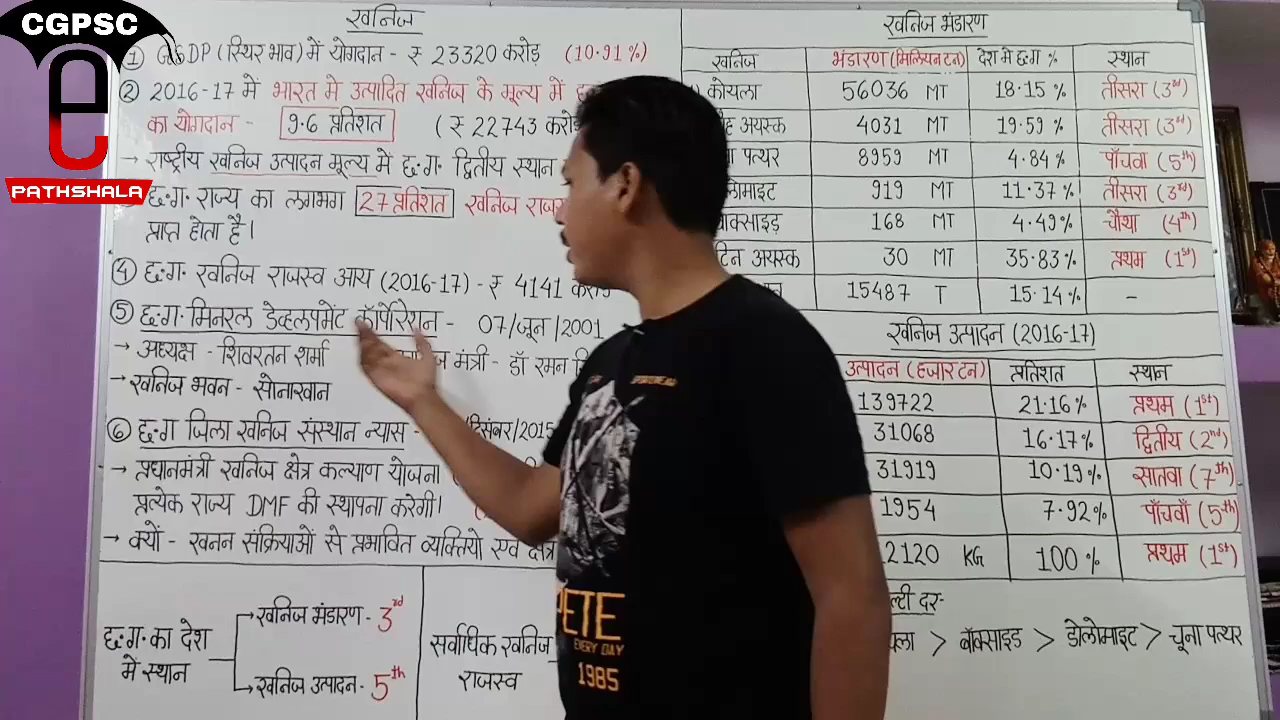 CGPSC
PATHSHALA
खनिज
① GSDP (स्थिर भाव) में योगदान - ₹ 23320 करोड़ (10.91%)
② 2016-17 में भारत में उत्पादित खनिज के मूल्य में
का योगदान - 9.6 प्रतिशत ( ₹ 22743 करोड़
→ राष्ट्रीय खनिज उत्पादन मूल्य में छ.ग. द्वितीय स्थान
छ.ग. राज्य का लगभग 27 प्रतिशत खनिज
प्राप्त होता है।
④ छ.ग. खनिज राजस्व आय (2016-17) - ₹ 4141 करोड़
⑤ छ.ग. मिनरल डेव्हलपमेंट कॉर्पोरेशन - 07/जून/2001
→ अध्यक्ष - शिवरतन शर्मा मंत्री - डॉ रमन
→ खनिज भवन - सोनाखान
⑥ छ.ग जिला खनिज संस्थान न्यास - /दिसंबर/2015
→ प्रधानमंत्री खनिज क्षेत्र कल्याण योजना
प्रत्येक राज्य DMF की स्थापना करेगी।
→ क्यों - खनन संक्रियाओं से प्रभावित व्यक्तियों एवं क्षेत्र
छ.ग. का देश में स्थान
खनिज भंडारण - 3rd
खनिज उत्पादन - 5th
सर्वाधिक खनिज
राजस्व
खनिज भंडारण
खनिज भंडारण (मिलियन टन) देश में छ.ग % स्थान
कोयला 56036 MT 18.15 % तीसरा (3rd)
अयस्क 4031 MT 19.59 % तीसरा (3rd)
पत्थर 8959 MT 4.84 % पाँचवा (5th)
919 MT 11.37 % तीसरा (3rd)
168 MT 4.49 % चौथा (4th)
टिन अयस्क 30 MT 35.83 % प्रथम (1st)
15487 T 15.14 % -
खनिज उत्पादन (2016-17)
उत्पादन (हजार टन) प्रतिशत स्थान
139722 21.16 % प्रथम (1st)
31068 16.17 % द्वितीय (2nd)
31919 10.19 % सातवा (7th)
1954 7.92 % पाँचवाँ (5th)
2120 KG 100 % प्रथम (1st)
दर-
> बॉक्साइड > डोलोमाइट > चूना पत्थर
EVERY DAY
1985